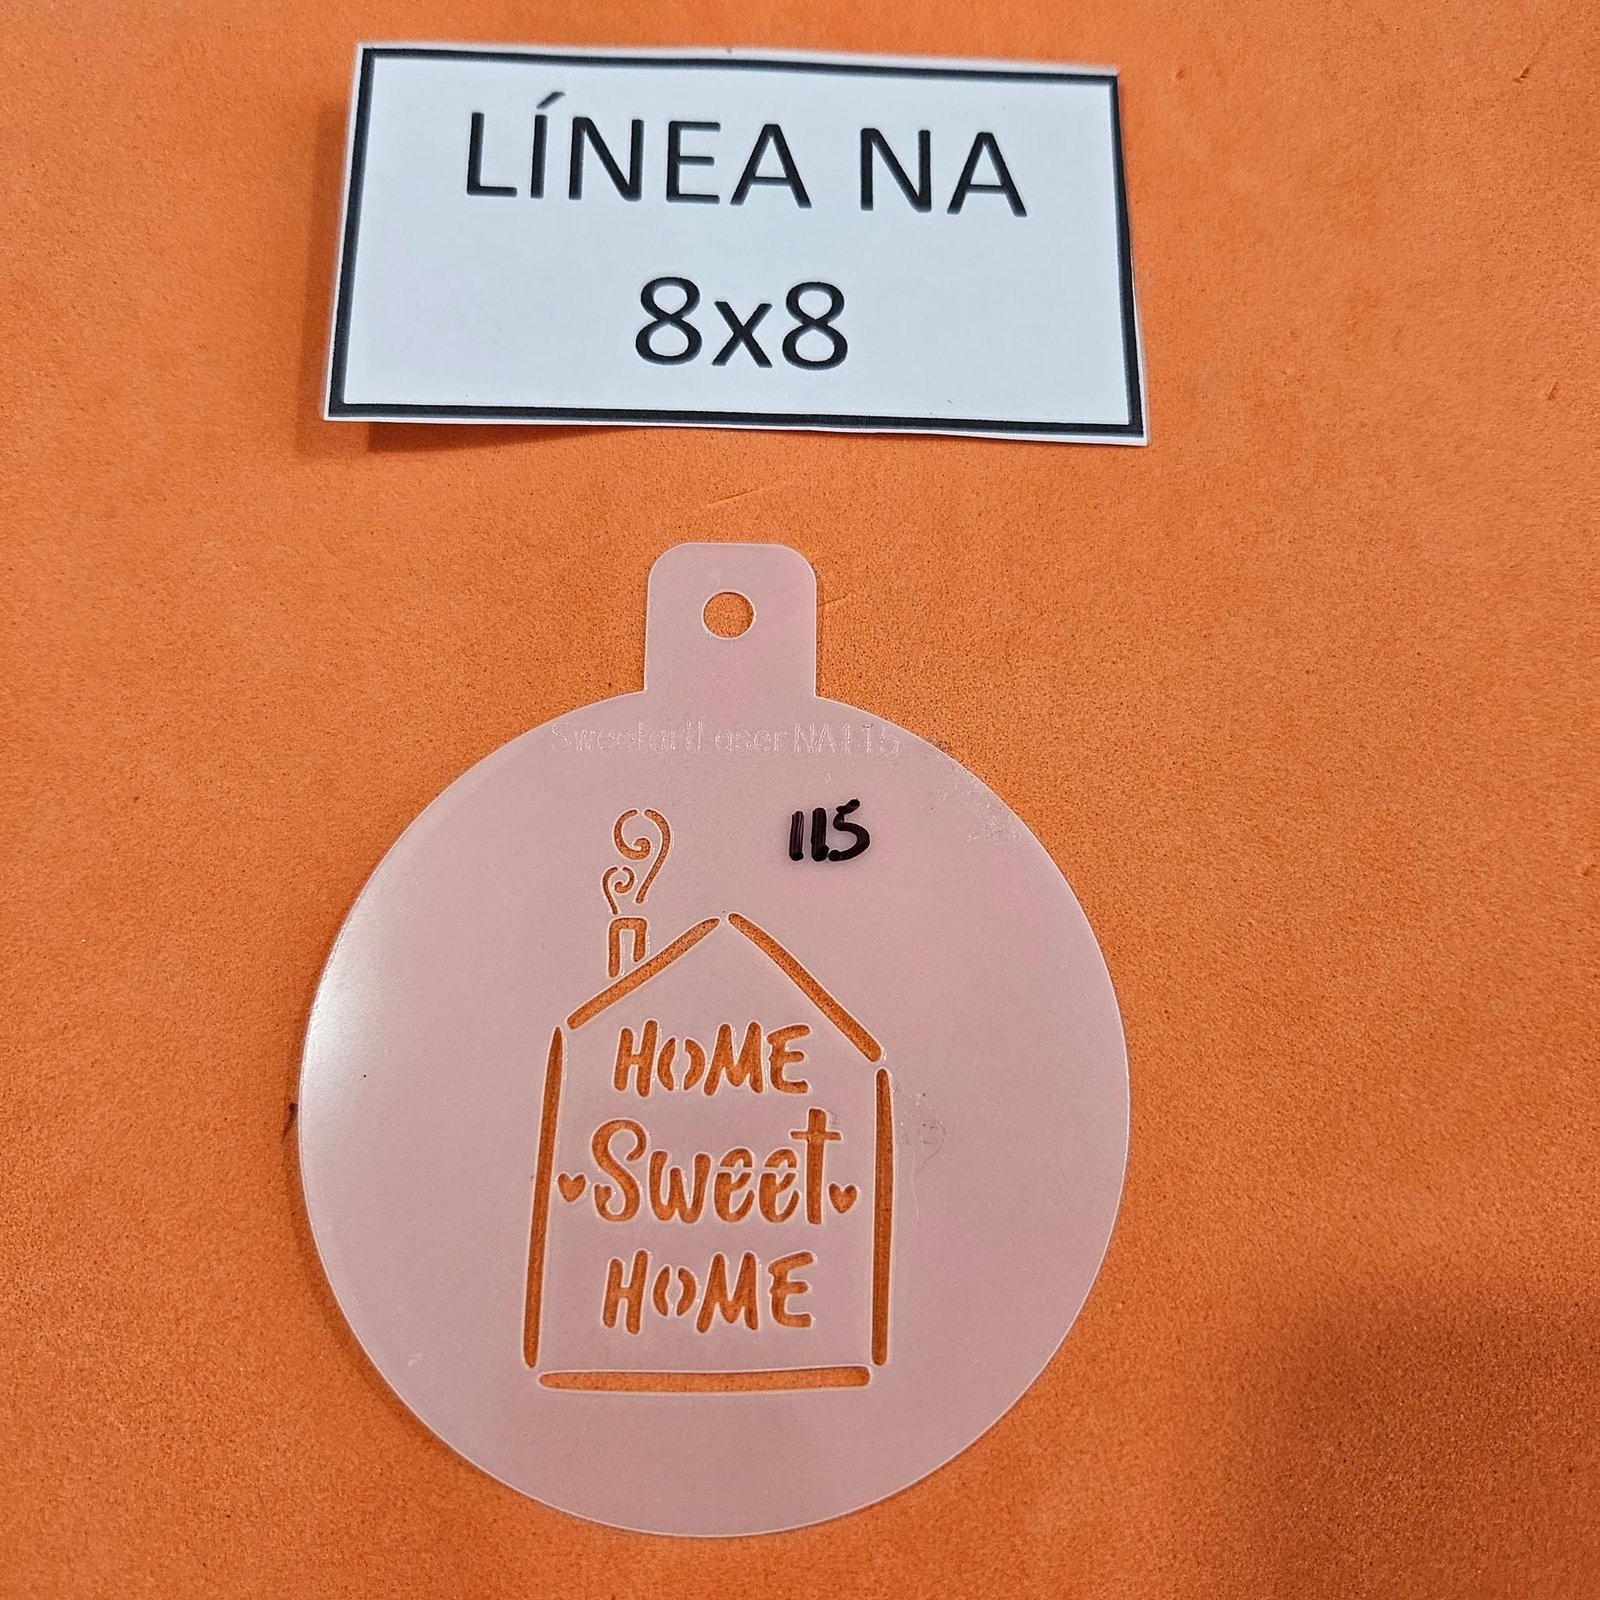 LÍNEA NA
8x8
SweetartLaser NA115
115
HOME
Sweet
HOME